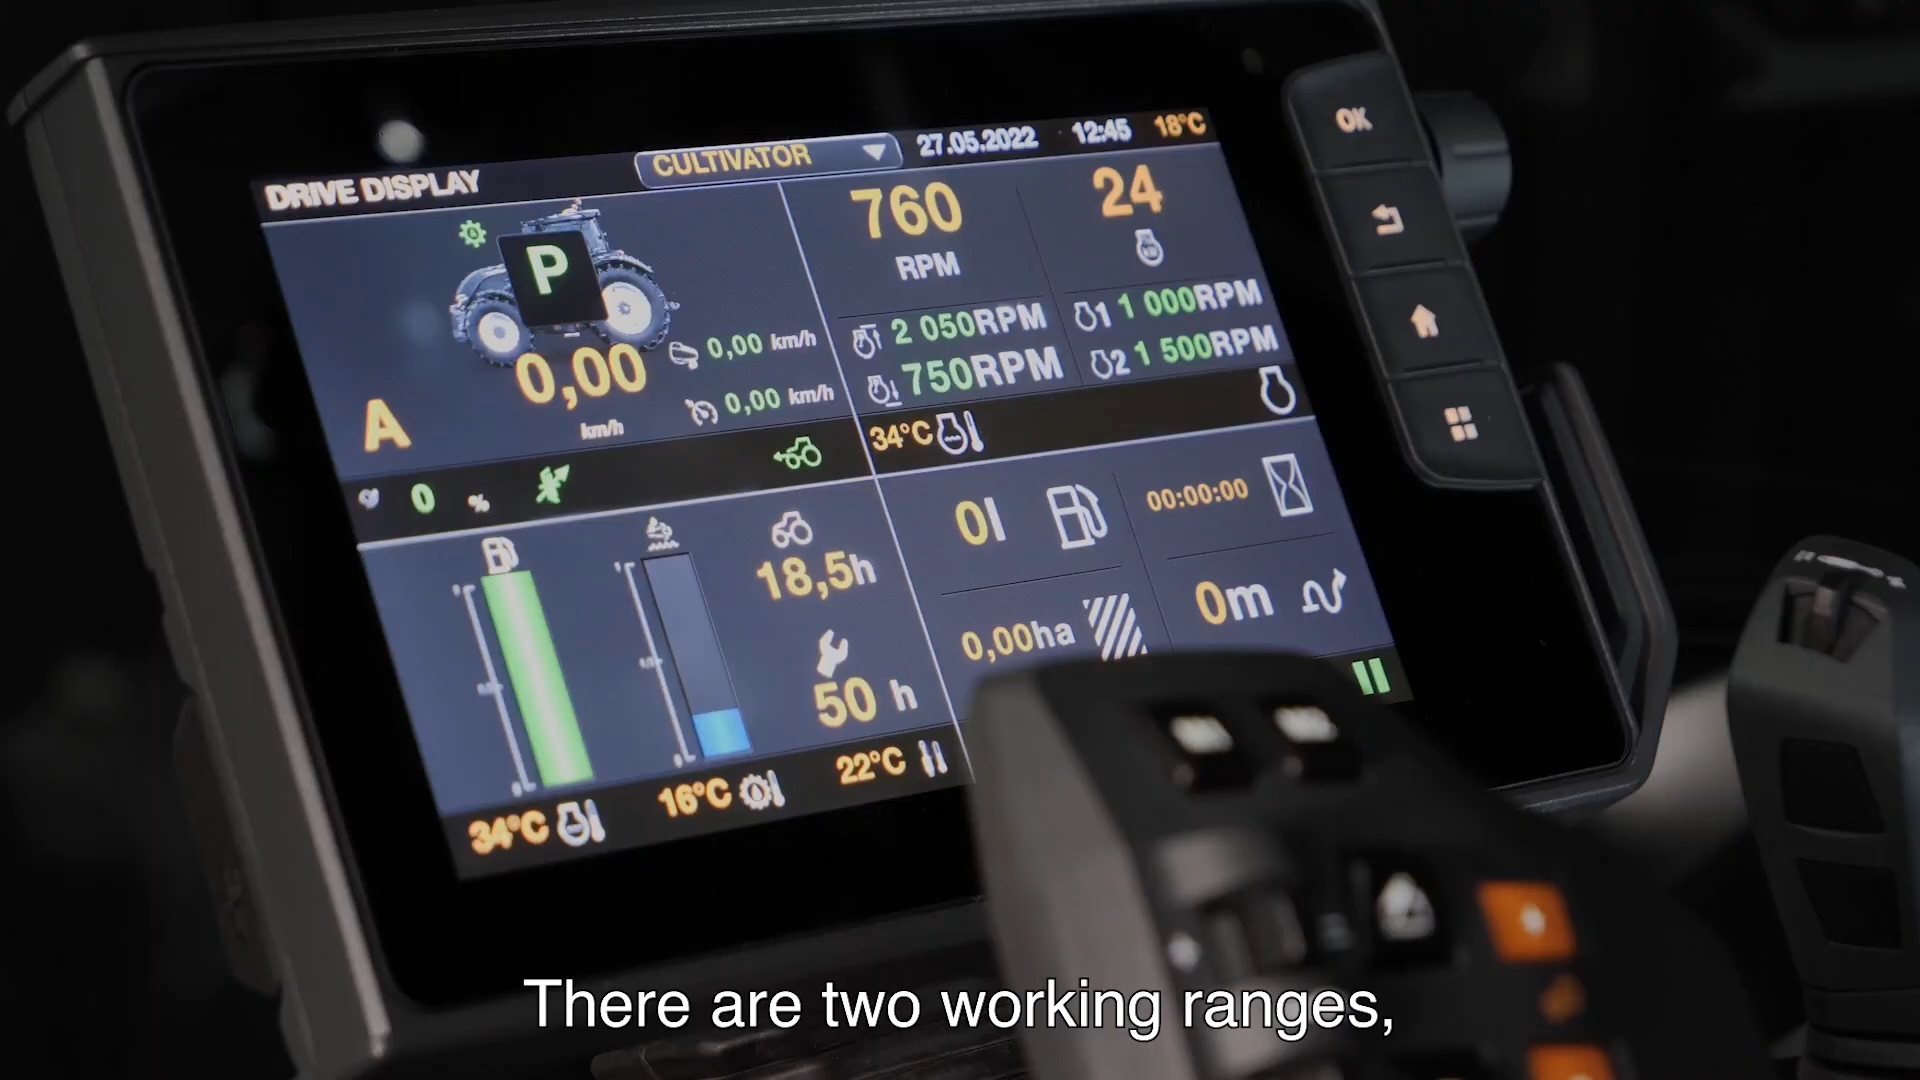 DRIVE DISPLAY
CULTIVATOR
27.05.2022
12:45
18°C
P
0,00
km/h
0,00 km/h
0,00 km/h
A
760
RPM
24
2 050RPM
750RPM
1 1 000RPM
2 1 500RPM
34°C
0 %
18,5h
50 h
0l
00:00:00
0,00ha
0m
34°C
16°C
22°C
OK
There are two working ranges,